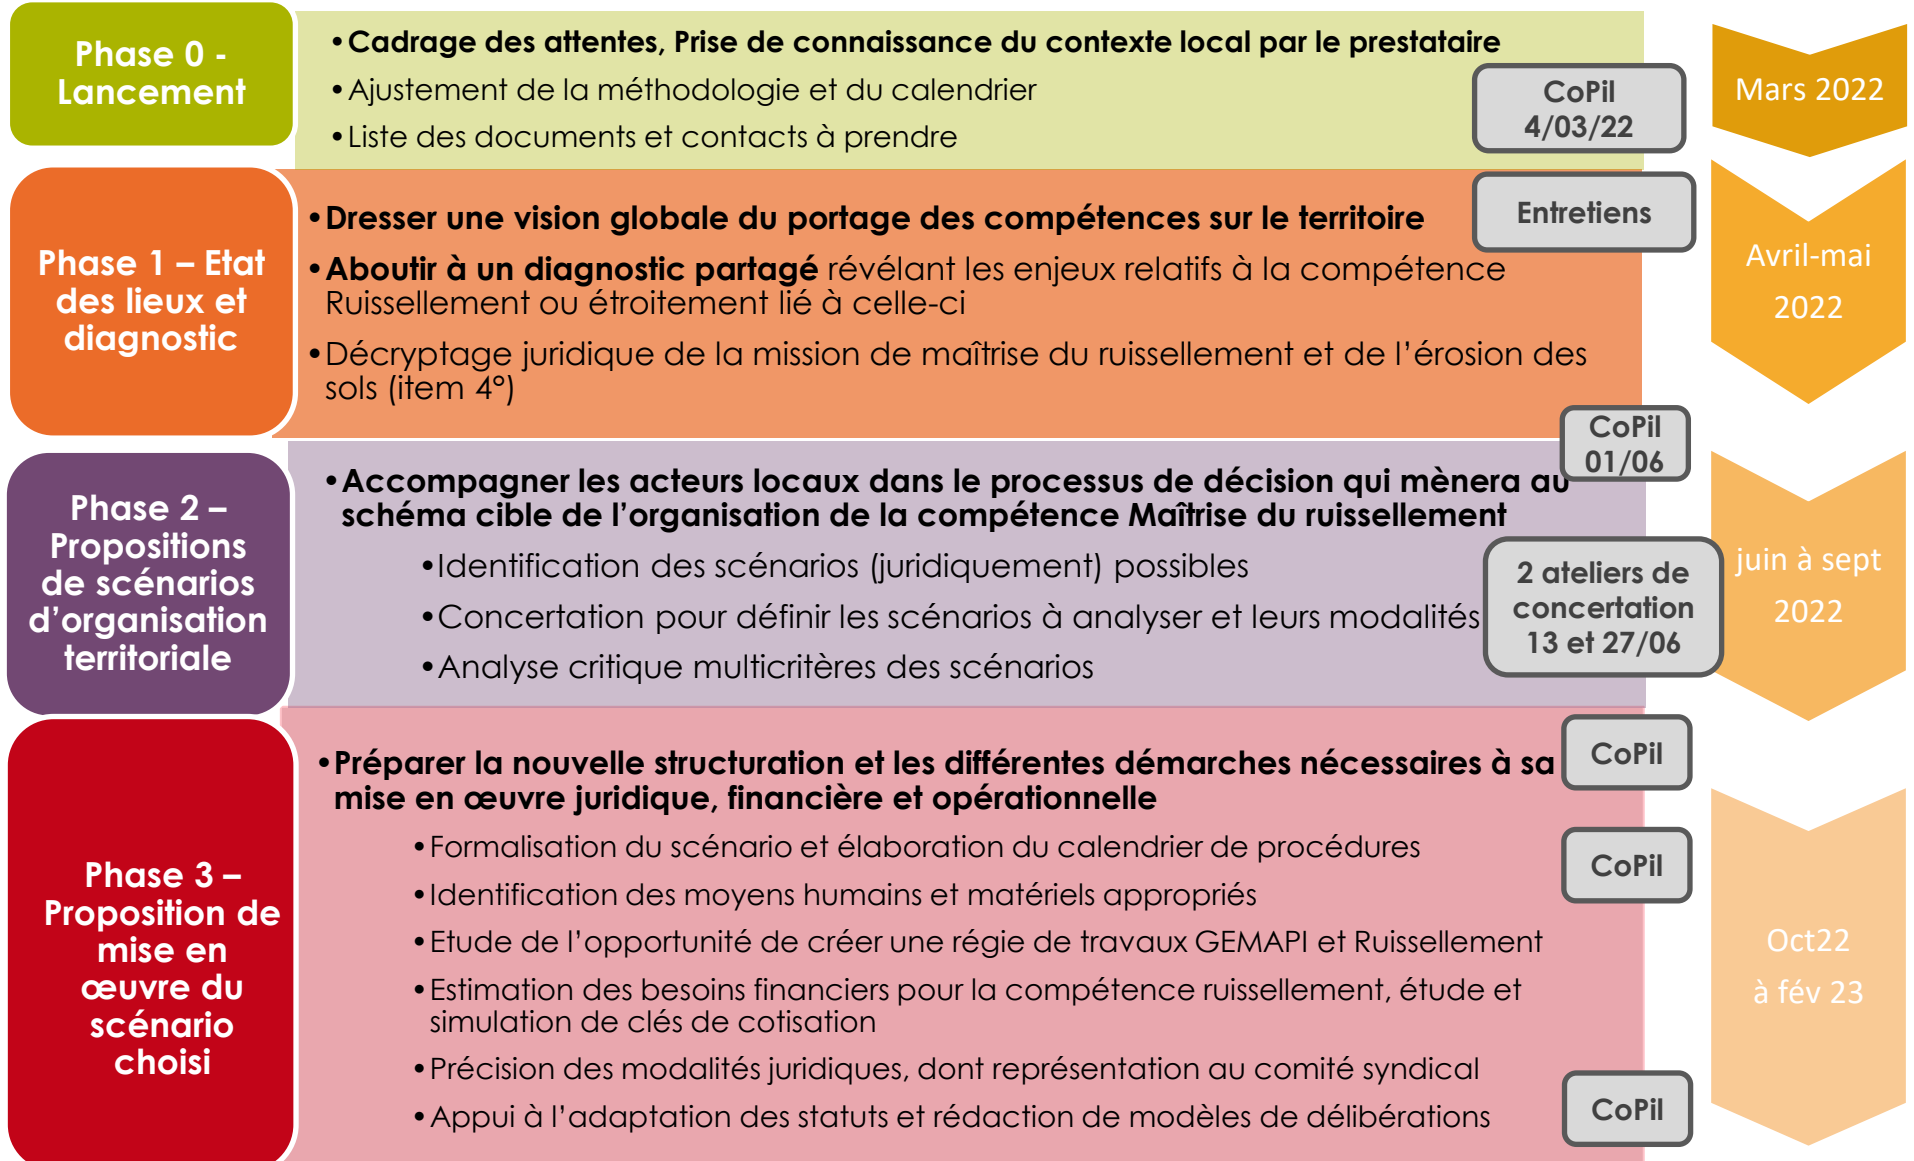 Phase 0 -
Lancement
•Cadrage des attentes, Prise de connaissance du contexte local par le prestataire
•Ajustement de la méthodologie et du calendrier
•Liste des documents et contacts à prendre
CoPil
4/03/22
Mars 2022
Phase 1 – Etat
des lieux et
diagnostic
•Dresser une vision globale du portage des compétences sur le territoire
•Aboutir à un diagnostic partagé révélant les enjeux relatifs à la compétence
Ruissellement ou étroitement lié à celle-ci
•Décryptage juridique de la mission de maîtrise du ruissellement et de l’érosion des
sols (item 4°)
Entretiens
Avril-mai
2022
CoPil
01/06
Phase 2 –
Propositions
de scénarios
d’organisation
territoriale
•Accompagner les acteurs locaux dans le processus de décision qui mènera au
schéma cible de l’organisation de la compétence Maîtrise du ruissellement
•Identification des scénarios (juridiquement) possibles
•Concertation pour définir les scénarios à analyser et leurs modalités
•Analyse critique multicritères des scénarios
2 ateliers de
concertation
13 et 27/06
juin à sept
2022
Phase 3 –
Proposition de
mise en
œuvre du
scénario
choisi
•Préparer la nouvelle structuration et les différentes démarches nécessaires à sa
mise en œuvre juridique, financière et opérationnelle
•Formalisation du scénario et élaboration du calendrier de procédures
•Identification des moyens humains et matériels appropriés
•Etude de l’opportunité de créer une régie de travaux GEMAPI et Ruissellement
•Estimation des besoins financiers pour la compétence ruissellement, étude et
simulation de clés de cotisation
•Précision des modalités juridiques, dont représentation au comité syndical
•Appui à l’adaptation des statuts et rédaction de modèles de délibérations
CoPil
CoPil
CoPil
Oct22
à fév 23